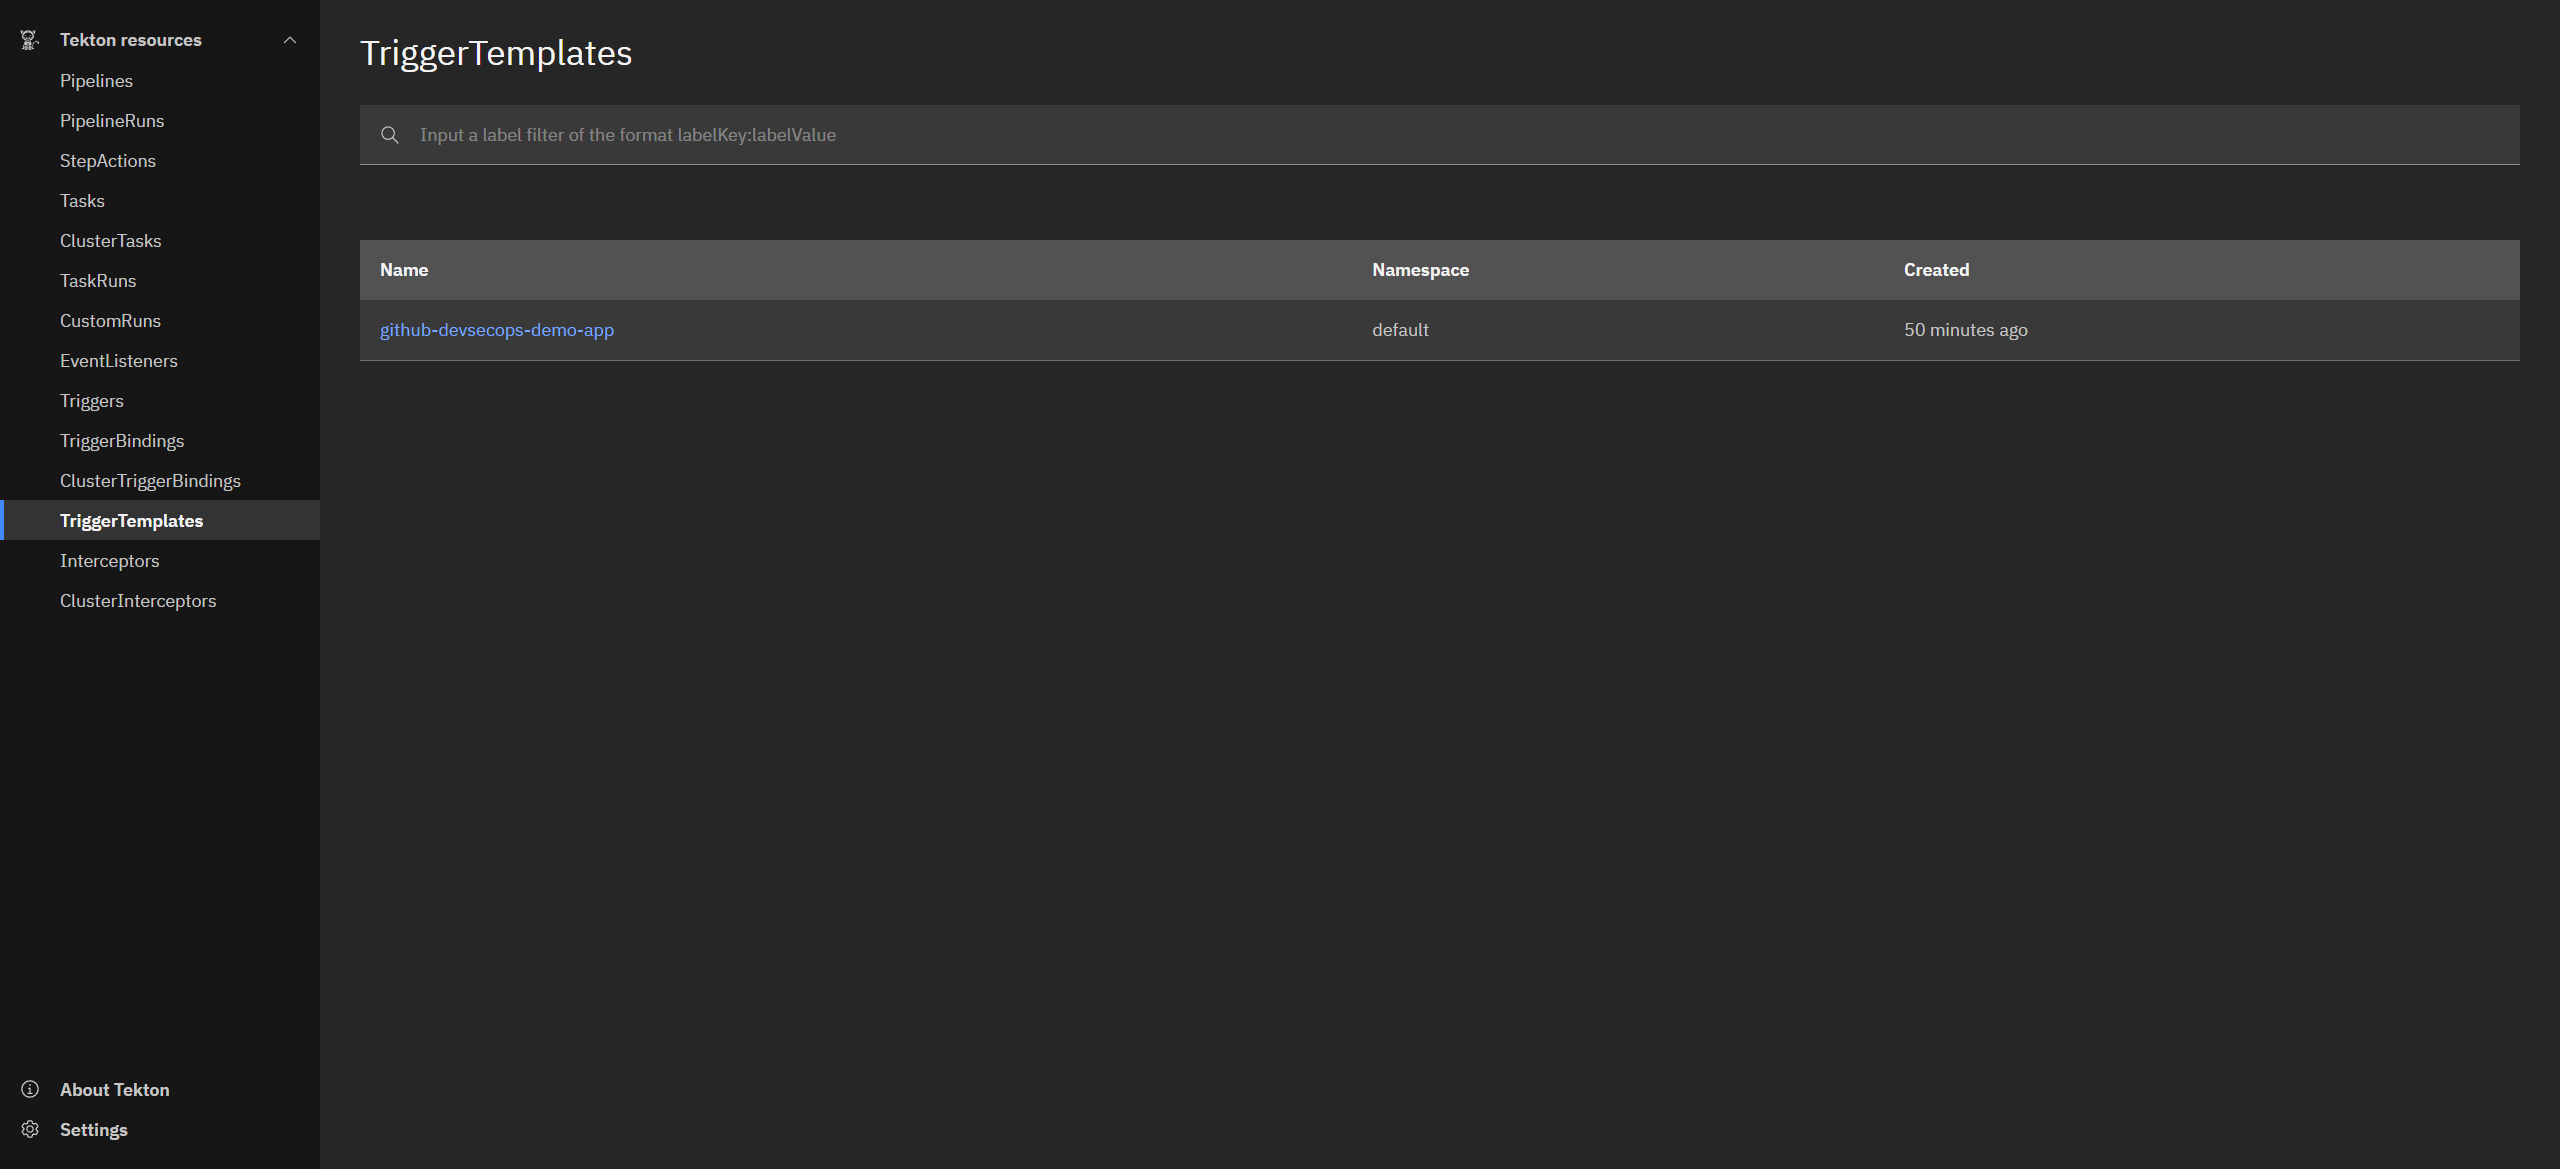 Tekton resources
Pipelines
PipelineRuns
StepActions
Tasks
ClusterTasks
TaskRuns
CustomRuns
EventListeners
Triggers
TriggerBindings
ClusterTriggerBindings
TriggerTemplates
Interceptors
ClusterInterceptors
About Tekton
Settings
TriggerTemplates
Input a label filter of the format labelKey:labelValue
Name Namespace Created
github-devsecops-demo-app default 50 minutes ago